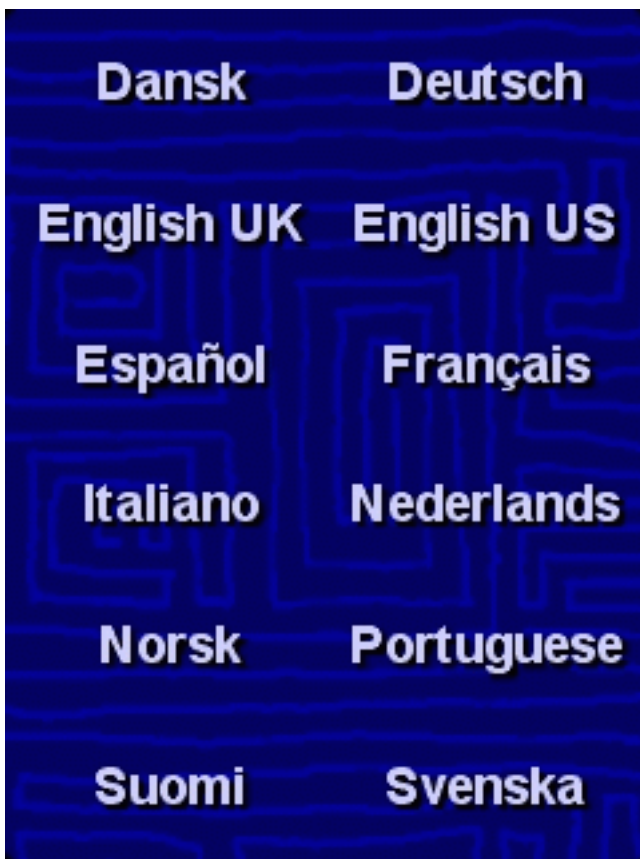 Dansk Deutsch
English UK English US
Español Français
Italiano Nederlands
Norsk Portuguese
Suomi Svenska